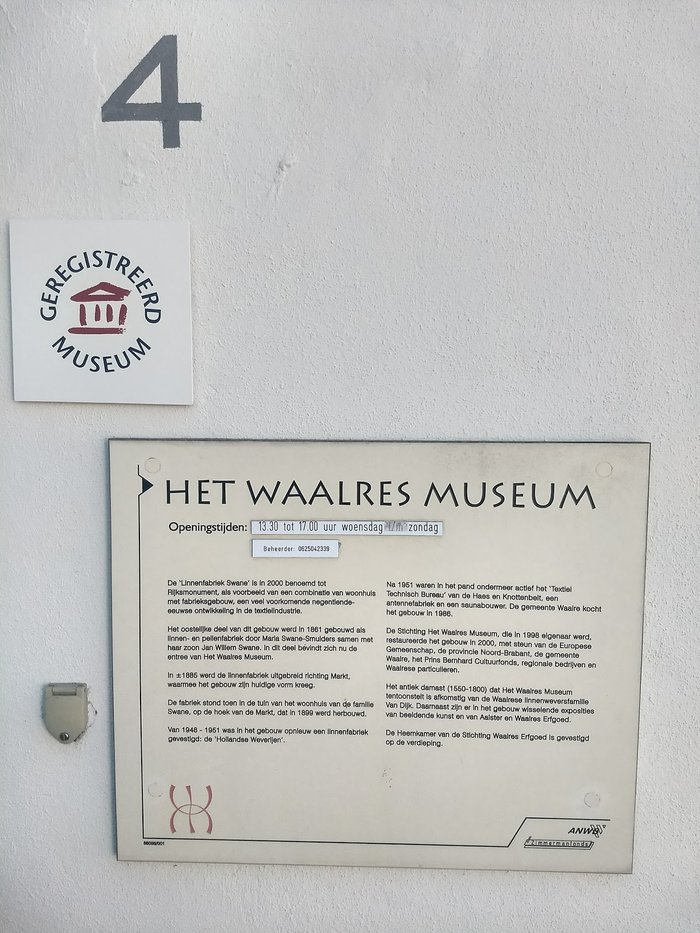 4
GEREGISTREERD
MUSEUM
HET WAALRES MUSEUM
Openingstijden: 13.30 tot 17.00 uur woensdag t/m zondag
Beheerder: 0625042339
De 'Linnenfabriek Swane' is in 2000 benoemd tot
Rijksmonument, als voorbeeld van een combinatie van woonhuis
met fabrieksgebouw, een veel voorkomende negentiende-
eeuwse ontwikkeling in de textielindustrie.
Het oostelijke deel van dit gebouw werd in 1861 gebouwd als
linnen- en pellenfabriek door Maria Swane-Smulders samen met
haar zoon Jan Willem Swane. In dit deel bevindt zich nu de
entree van Het Waalres Museum.
In ±1885 werd de linnenfabriek uitgebreid richting Markt,
waarmee het gebouw zijn huidige vorm kreeg.
De fabriek stond toen in de tuin van het woonhuis van de familie
Swane, op de hoek van de Markt, dat in 1899 werd herbouwd.
Van 1948 - 1951 was in het gebouw opnieuw een linnenfabriek
gevestigd: de 'Hollandse Weverijen'.
Na 1951 waren in het pand ondermeer actief het 'Textiel
Technisch Bureau' van de Haes en Knottenbelt, een
antennefabriek en een saunabouwer. De gemeente Waalre kocht
het gebouw in 1986.
De Stichting Het Waalres Museum, die in 1998 eigenaar werd,
restaureerde het gebouw in 2000, met steun van de Europese
Gemeenschap, de provincie Noord-Brabant, de gemeente
Waalre, het Prins Bernhard Cultuurfonds, regionale bedrijven en
Waalrese particulieren.
Het antiek damast (1550-1800) dat Het Waalres Museum
tentoonstelt is afkomstig van de Waalrese linnenweversfamilie
Van Dijk. Daarnaast zijn er in het gebouw wisselende exposities
van beeldende kunst en van Aalster en Waalres Erfgoed.
De Heemkamer van de Stichting Waalres Erfgoed is gevestigd
op de verdieping.
ANWB
Zimmermanfonds